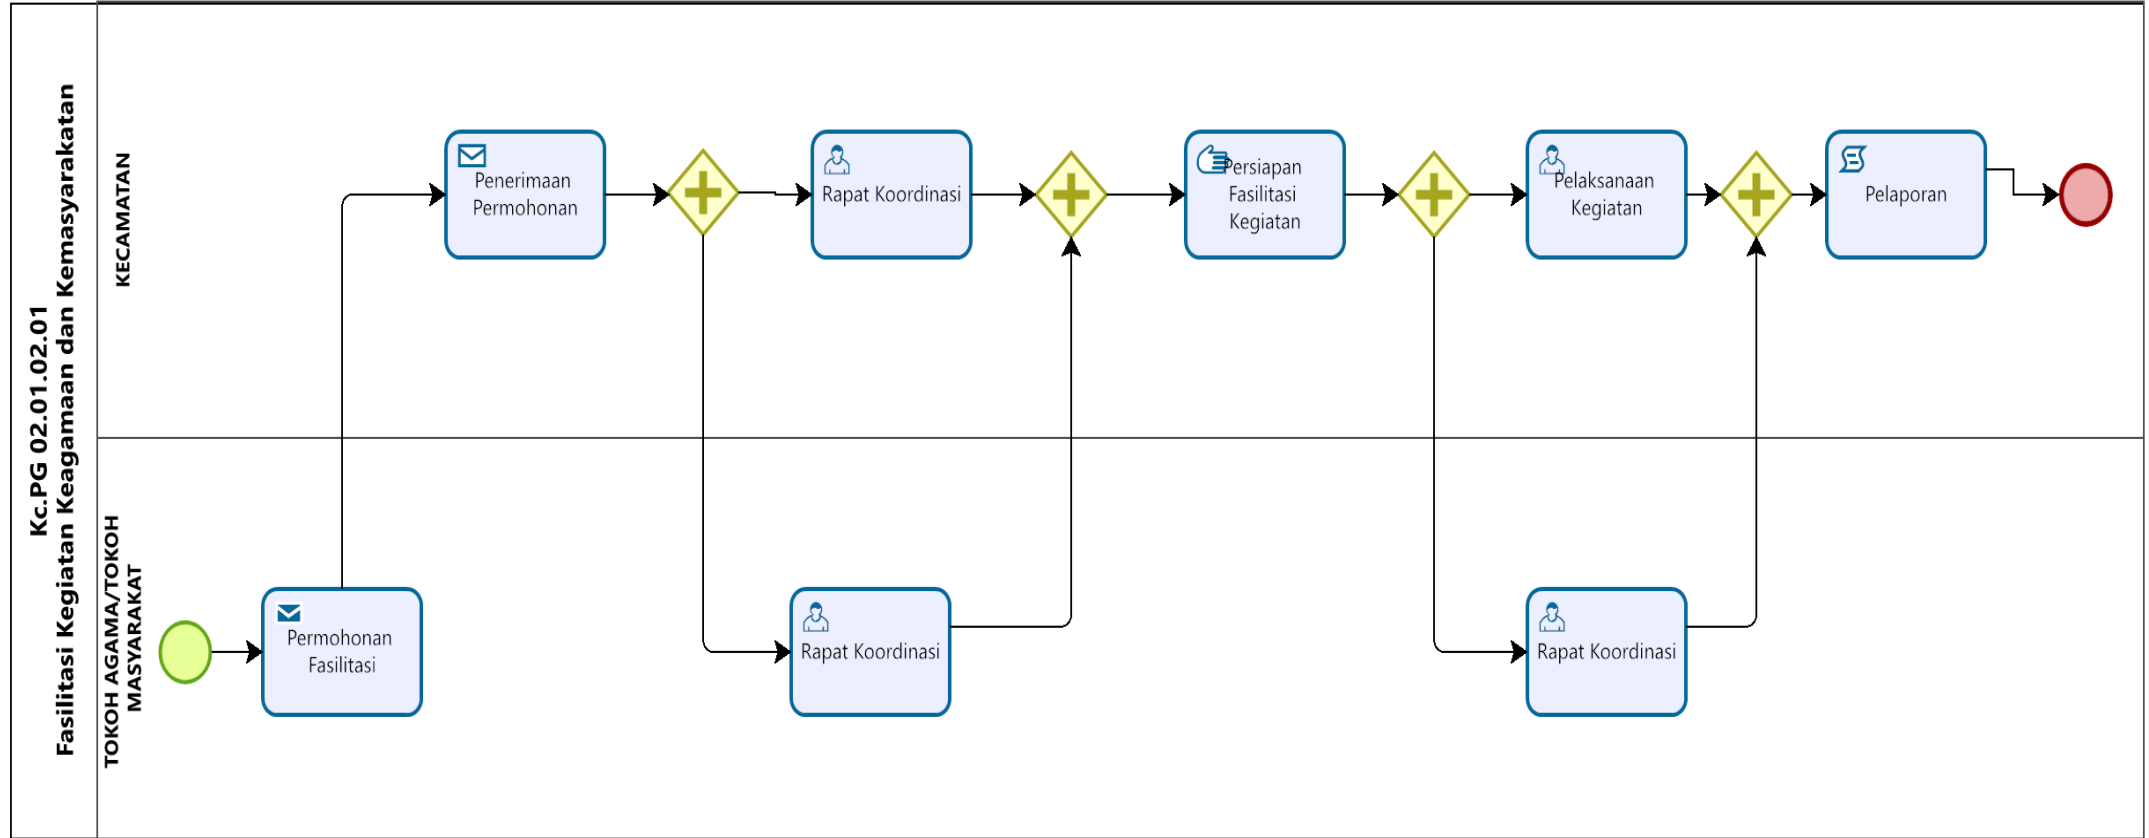 Kc.PG 02.01.01.02.01
Fasilitasi Kegiatan Keagamaan dan Kemasyarakatan
KECAMATAN
Penerimaan
Permohonan
Rapat Koordinasi
Persiapan
Fasilitasi
Kegiatan
Pelaksanaan
Kegiatan
Pelaporan
TOKOH AGAMA/TOKOH
MASYARAKAT
Permohonan
Fasilitasi
Rapat Koordinasi
Rapat Koordinasi